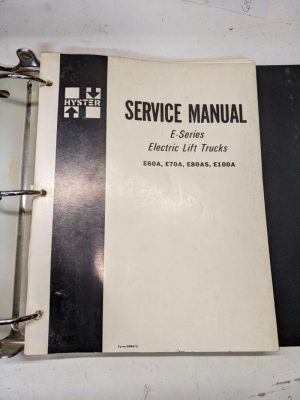 HYSTER
SERVICE MANUAL
E-Series
Electric Lift Trucks
E60A, E70A, E80AS, E100A